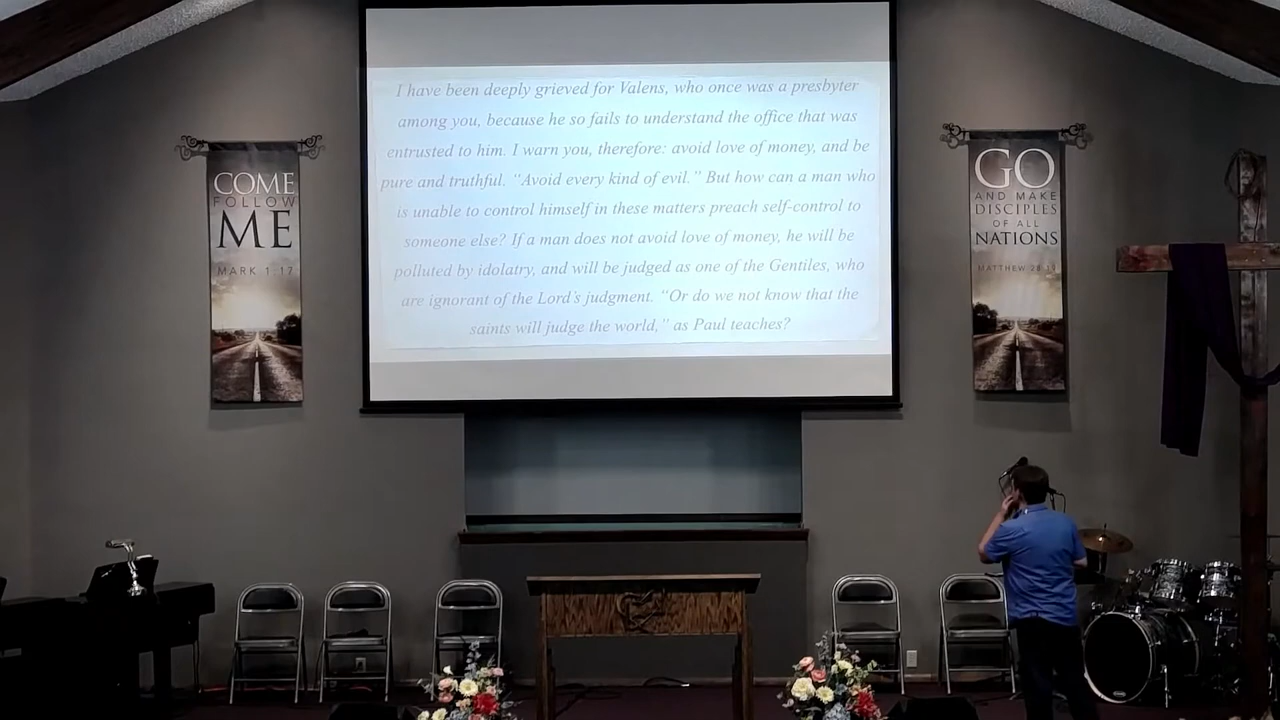 I have been deeply grieved for Valens, who once was a presbyter
among you, because he so fails to understand the office that was
entrusted to him. I warn you, therefore: avoid love of money, and be
pure and truthful. "Avoid every kind of evil." But how can a man who
is unable to control himself in these matters preach self-control to
someone else? If a man does not avoid love of money, he will be
polluted by idolatry, and will be judged as one of the Gentiles, who
are ignorant of the Lord's judgment. "Or do we not know that the
saints will judge the world," as Paul teaches?
COME
FOLLOW
ME
MARK 1:17
GO
AND MAKE
DISCIPLES
OF ALL
NATIONS
MATTHEW 28:19